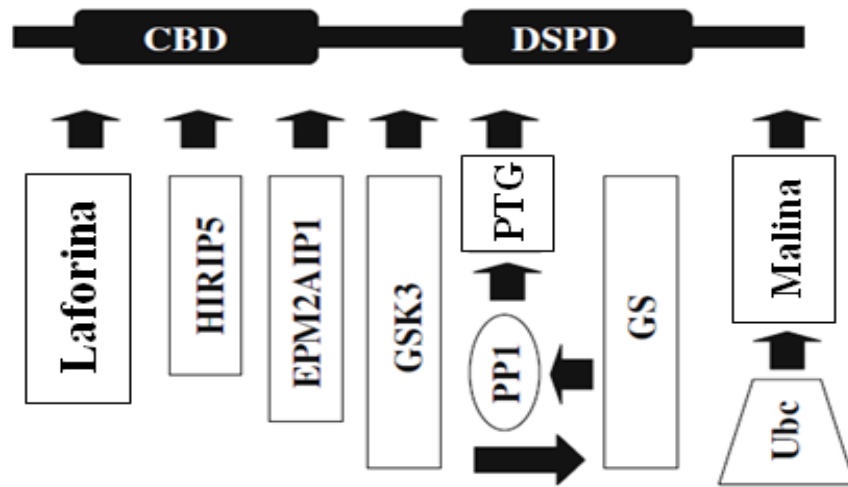 CBD
DSPD
Laforina
HIRIP5
EPM2AIP1
GSK3
PTG
PP1
GS
Malina
Ubc